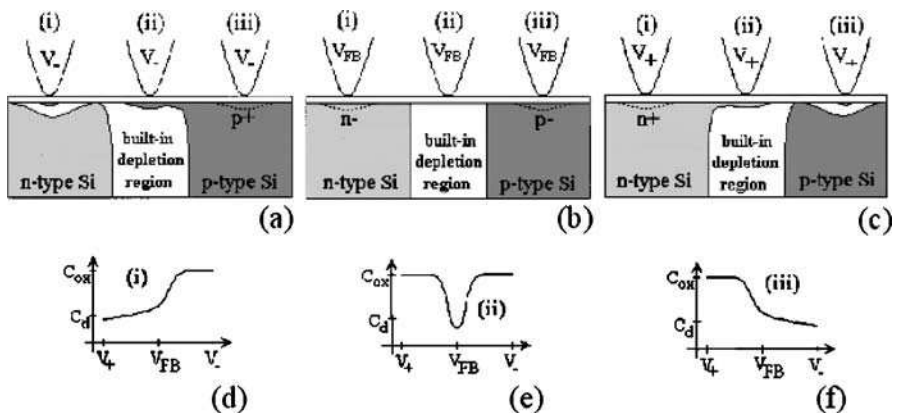 (i) (ii) (iii)
V- V- V-
p+
built-in
depletion
region
n-type Si p-type Si
(a)
(i) (ii) (iii)
VFB VFB VFB
n- p-
built-in
depletion
region
n-type Si p-type Si
(b)
(i) (ii) (iii)
V+ V+ V+
n+
built-in
depletion
region
n-type Si p-type Si
(c)
Cox
(i)
Cd
V+ VFB V-
(d)
Cox
(ii)
Cd
V+ VFB V-
(e)
Cox
(iii)
Cd
V+ VFB V-
(f)